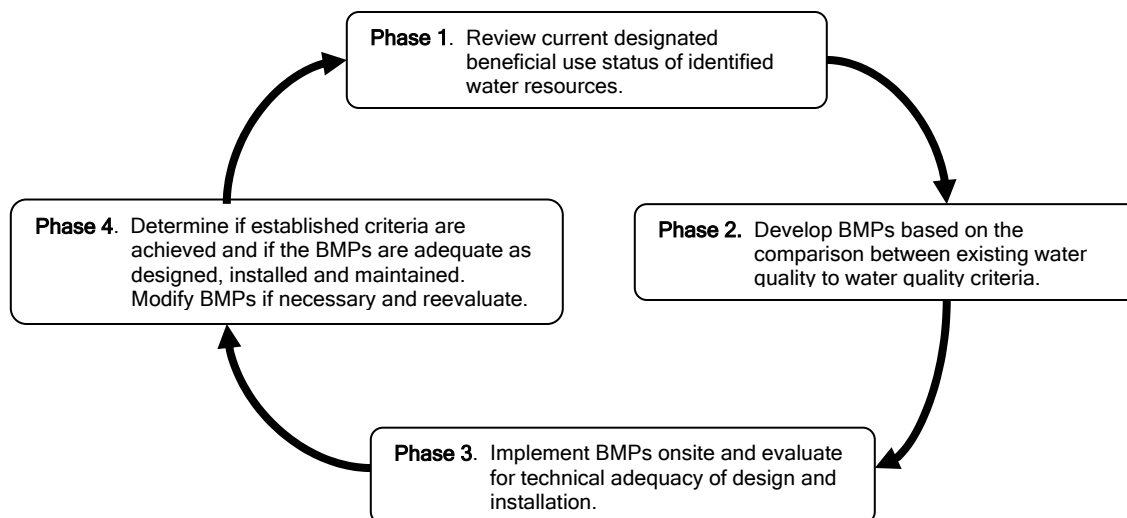 Phase 1. Review current designated
beneficial use status of identified
water resources.
Phase 2. Develop BMPs based on the
comparison between existing water
quality to water quality criteria.
Phase 3. Implement BMPs onsite and evaluate
for technical adequacy of design and
installation.
Phase 4. Determine if established criteria are
achieved and if the BMPs are adequate as
designed, installed and maintained.
Modify BMPs if necessary and reevaluate.